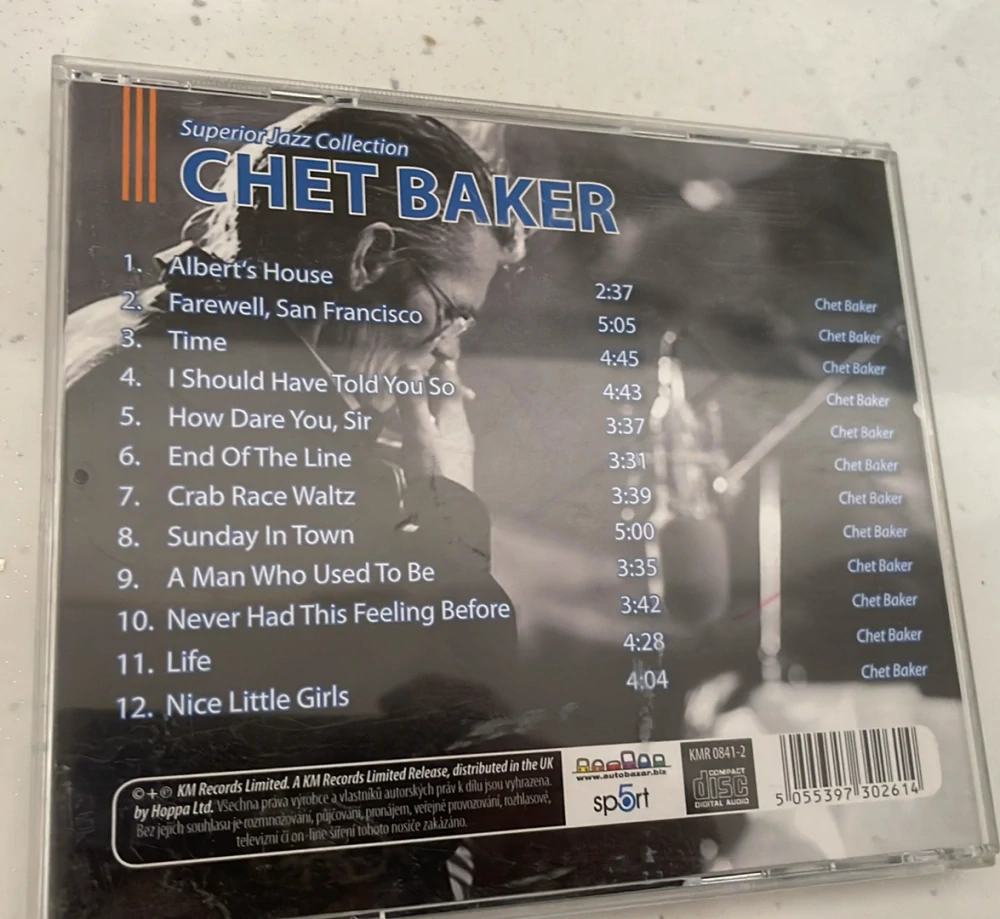 Superior Jazz Collection
CHET BAKER
1. Albert's House 2:37 Chet Baker
2. Farewell, San Francisco 5:05 Chet Baker
3. Time 4:45 Chet Baker
4. I Should Have Told You So 4:43 Chet Baker
5. How Dare You, Sir 3:37 Chet Baker
6. End Of The Line 3:31 Chet Baker
7. Crab Race Waltz 3:39 Chet Baker
8. Sunday In Town 5:00 Chet Baker
9. A Man Who Used To Be 3:35 Chet Baker
10. Never Had This Feeling Before 3:42 Chet Baker
11. Life 4:28 Chet Baker
12. Nice Little Girls 4:04 Chet Baker
©+℗ KM Records Limited. A KM Records Limited Release, distributed in the UK
by Hoppa Ltd. Všechna práva výrobce a vlastníků autorských práv k dílu jsou vyhrazena.
Bez jejich souhlasu je rozmnožování, půjčování, pronájem, veřejné provozování, rozhlasové,
televizní či on-line šíření tohoto nosiče zakázáno.
www.autobazar.biz
sp5rt
KMR 0841-2
COMPACT
disc
DIGITAL AUDIO
5 055397 302614